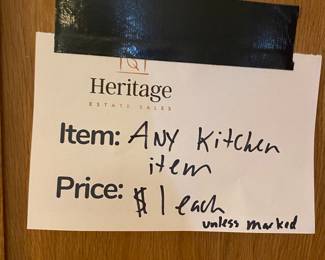 Heritage
ESTATE SALES
Item: Any Kitchen
item
Price: $1 each
unless marked